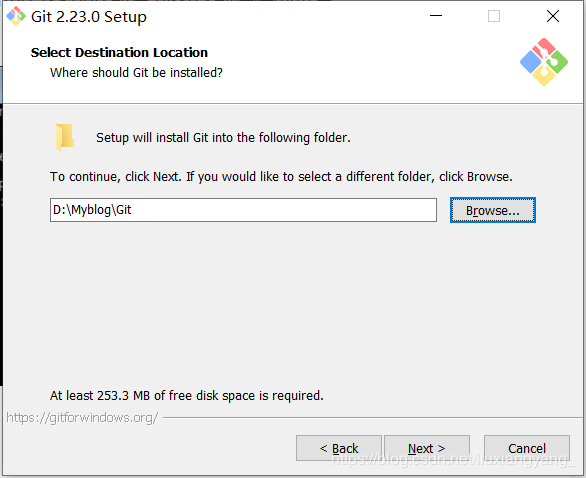 Git 2.23.0 Setup
Select Destination Location
Where should Git be installed?
Setup will install Git into the following folder.
To continue, click Next. If you would like to select a different folder, click Browse.
D:\Myblog\Git
Browse...
At least 253.3 MB of free disk space is required.
https://gitforwindows.org/
< Back
Next >
Cancel
https://blog.csdn.net/liuxiangyang_